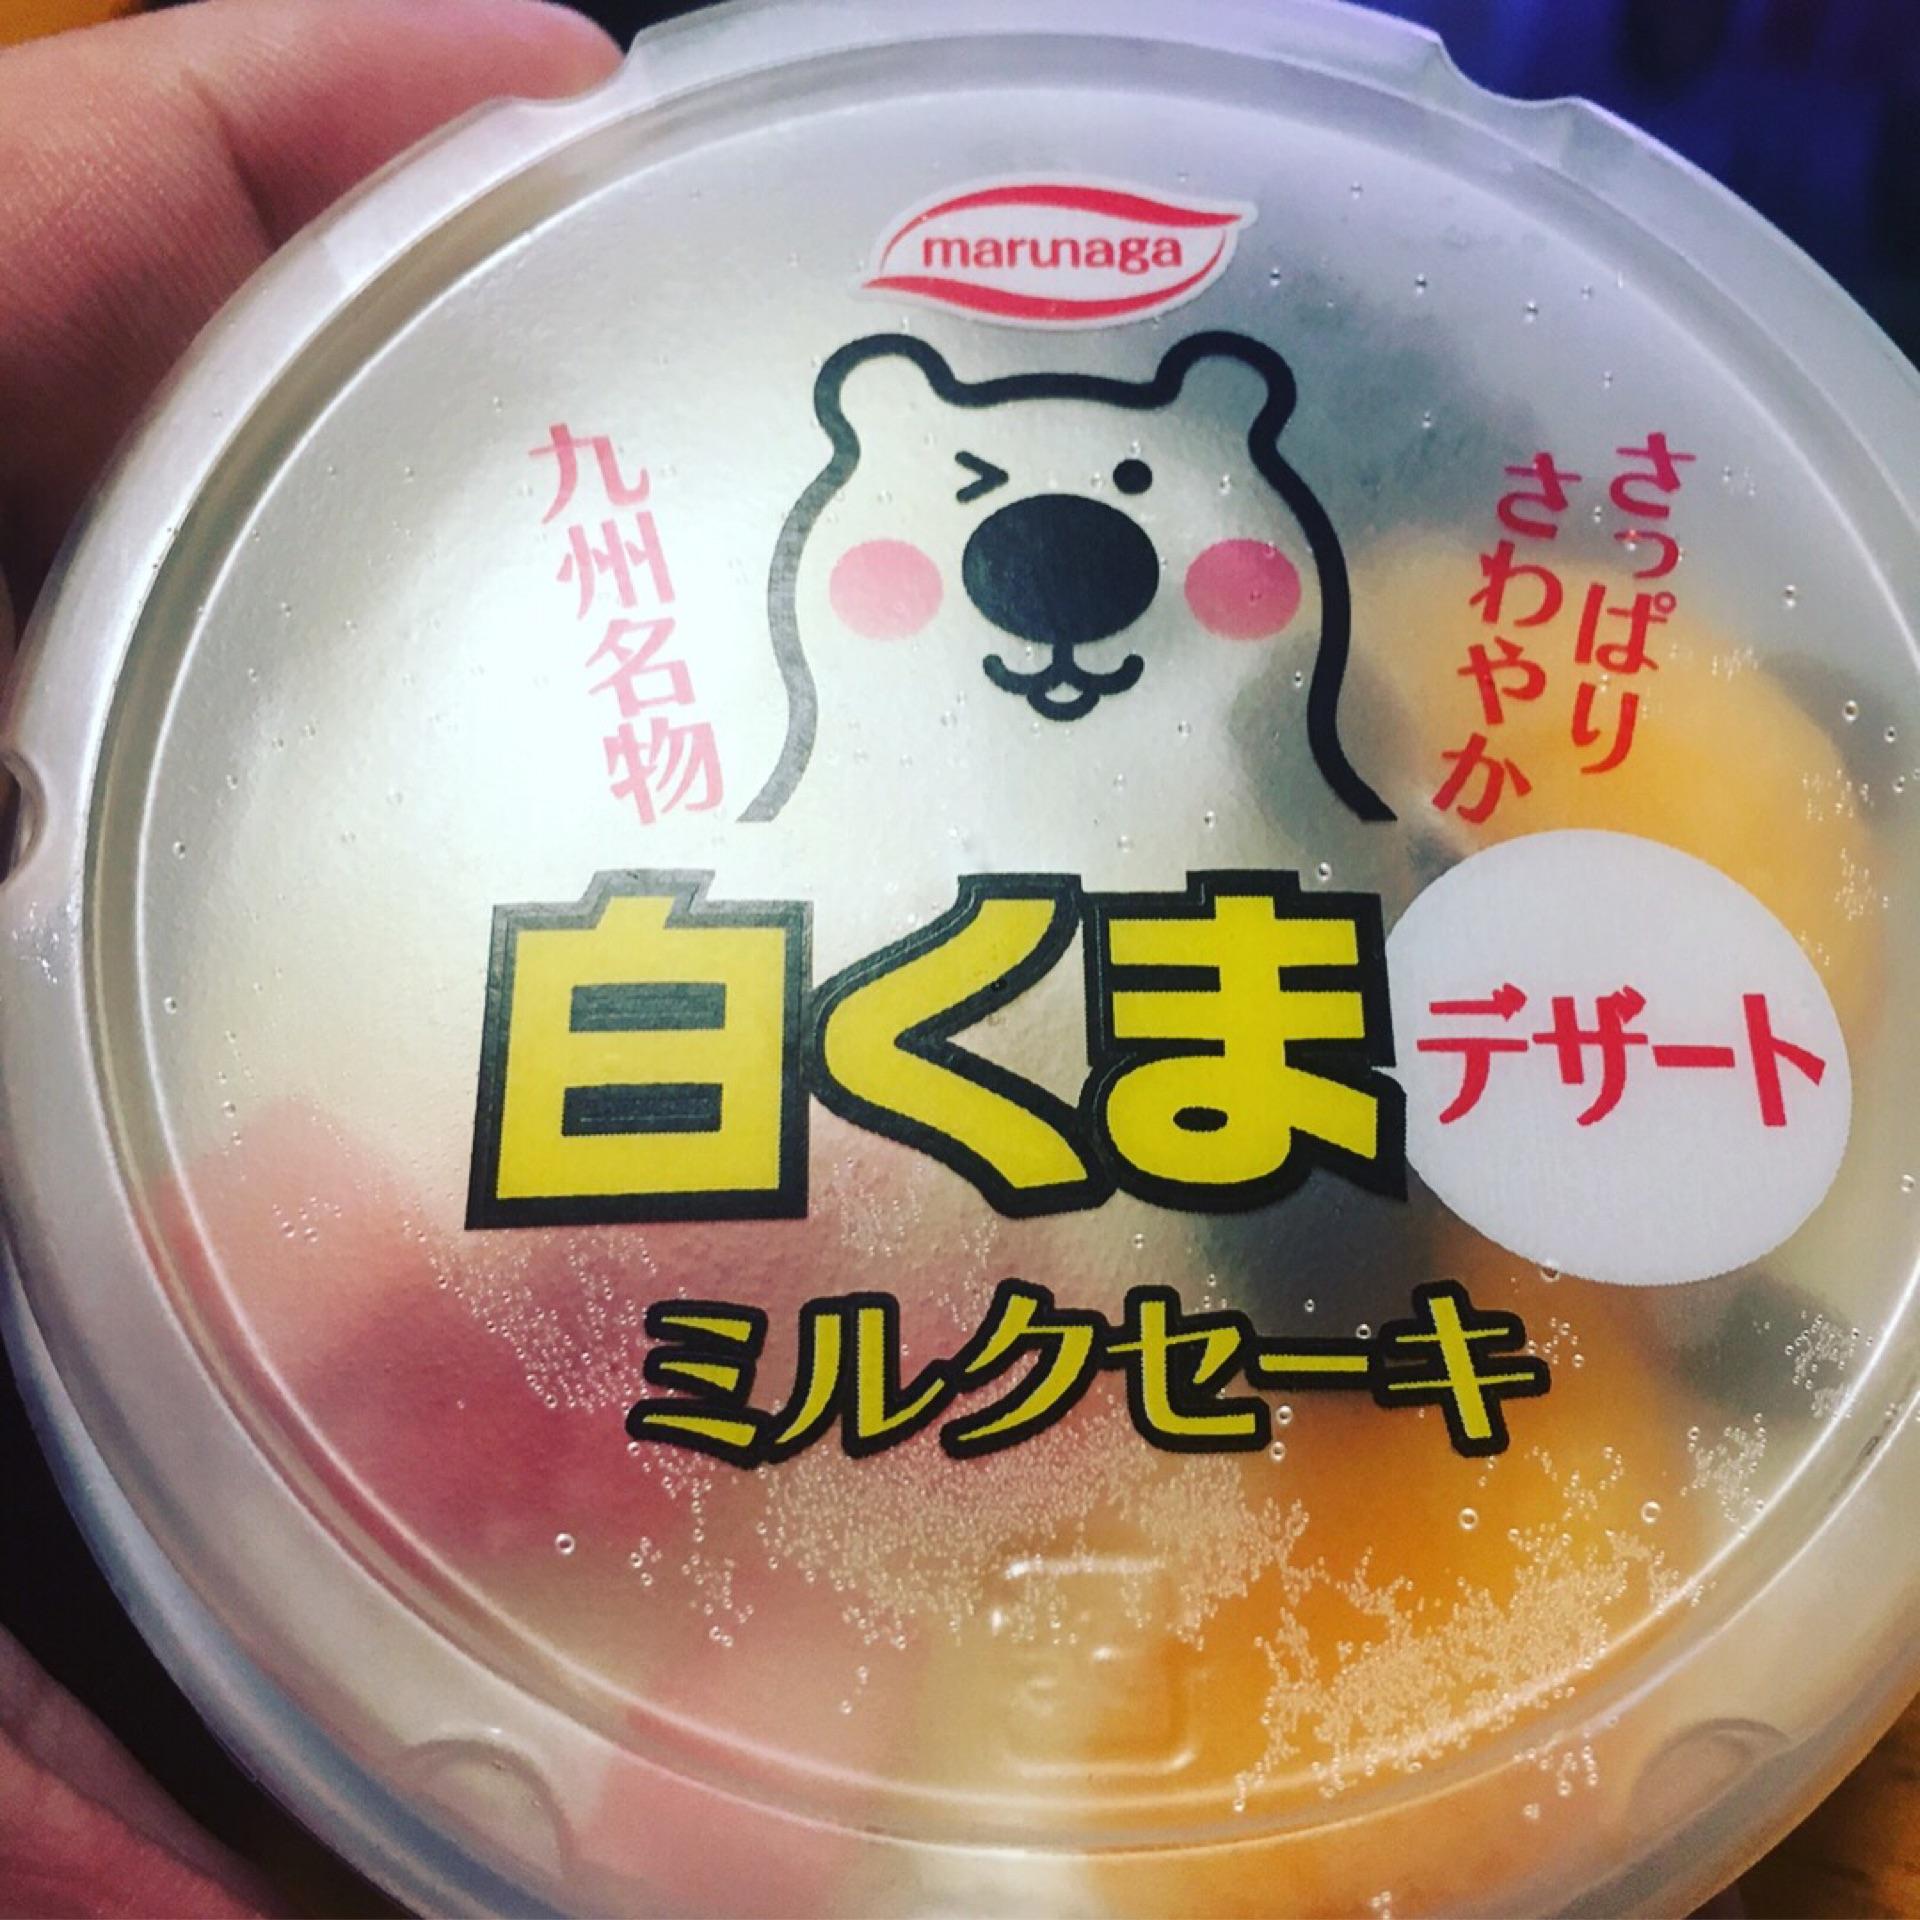 marunaga
九州名物
さっぱり
さわやか
白くま
デザート
ミルクセーキ